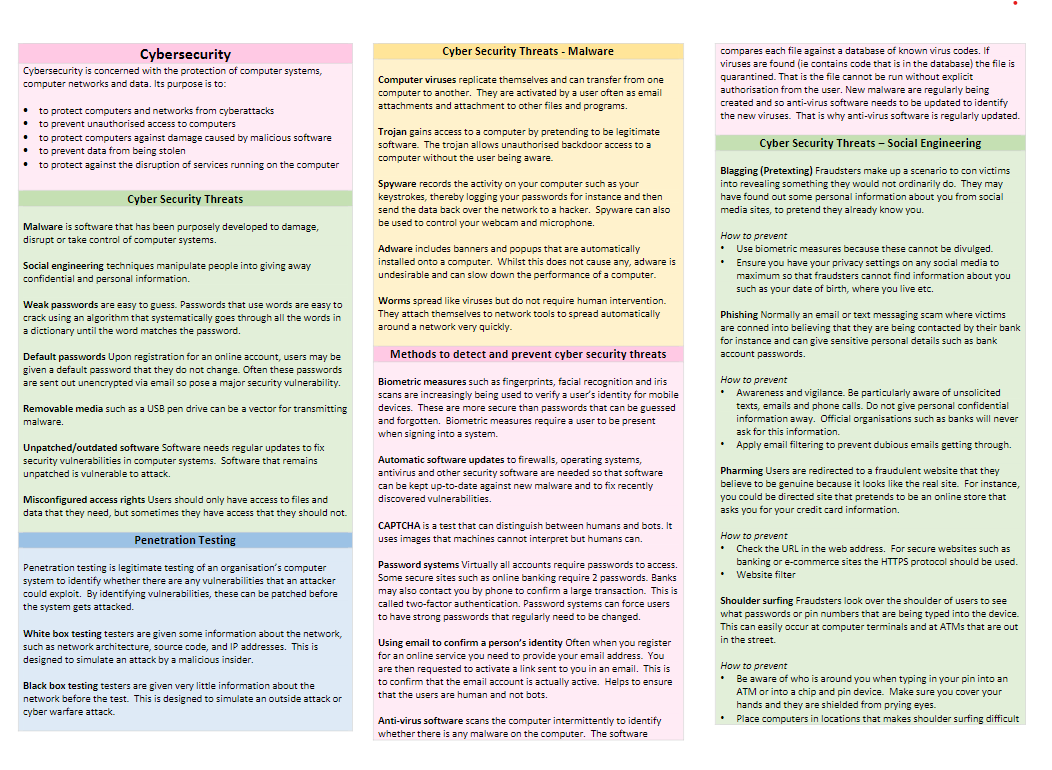 Cybersecurity
Cybersecurity is concerned with the protection of computer systems,
computer networks and data. Its purpose is to:
• to protect computers and networks from cyberattacks
• to prevent unauthorised access to computers
• to protect computers against damage caused by malicious software
• to prevent data from being stolen
• to protect against the disruption of services running on the computer
Cyber Security Threats
Malware is software that has been purposely developed to damage,
disrupt or take control of computer systems.
Social engineering techniques manipulate people into giving away
confidential and personal information.
Weak passwords are easy to guess. Passwords that use words are easy to
crack using an algorithm that systematically goes through all the words in
a dictionary until the word matches the password.
Default passwords Upon registration for an online account, users may be
given a default password that they do not change. Often these passwords
are sent out unencrypted via email so pose a major security vulnerability.
Removable media such as a USB pen drive can be a vector for transmitting
malware.
Unpatched/outdated software Software needs regular updates to fix
security vulnerabilities in computer systems. Software that remains
unpatched is vulnerable to attack.
Misconfigured access rights Users should only have access to files and
data that they need, but sometimes they have access that they should not.
Penetration Testing
Penetration testing is legitimate testing of an organisation's computer
system to identify whether there are any vulnerabilities that an attacker
could exploit. By identifying vulnerabilities, these can be patched before
the system gets attacked.
White box testing testers are given some information about the network,
such as network architecture, source code, and IP addresses. This is
designed to simulate an attack by a malicious insider.
Black box testing testers are given very little information about the
network before the test. This is designed to simulate an outside attack or
cyber warfare attack.
Cyber Security Threats - Malware
Computer viruses replicate themselves and can transfer from one
computer to another. They are activated by a user often as email
attachments and attachment to other files and programs.
Trojan gains access to a computer by pretending to be legitimate
software. The trojan allows unauthorised backdoor access to a
computer without the user being aware.
Spyware records the activity on your computer such as your
keystrokes, thereby logging your passwords for instance and then
send the data back over the network to a hacker. Spyware can also
be used to control your webcam and microphone.
Adware includes banners and popups that are automatically
installed onto a computer. Whilst this does not cause any, adware is
undesirable and can slow down the performance of a computer.
Worms spread like viruses but do not require human intervention.
They attach themselves to network tools to spread automatically
around a network very quickly.
Methods to detect and prevent cyber security threats
Biometric measures such as fingerprints, facial recognition and iris
scans are increasingly being used to verify a user's identity for mobile
devices. These are more secure than passwords that can be guessed
and forgotten. Biometric measures require a user to be present
when signing into a system.
Automatic software updates to firewalls, operating systems,
antivirus and other security software are needed so that software
can be kept up-to-date against new malware and to fix recently
discovered vulnerabilities.
CAPTCHA is a test that can distinguish between humans and bots. It
uses images that machines cannot interpret but humans can.
Password systems Virtually all accounts require passwords to access.
Some secure sites such as online banking require 2 passwords. Banks
may also contact you by phone to confirm a large transaction. This is
called two-factor authentication. Password systems can force users
to have strong passwords that regularly need to be changed.
Using email to confirm a person's identity Often when you register
for an online service you need to provide your email address. You
are then requested to activate a link sent to you in an email. This is
to confirm that the email account is actually active. Helps to ensure
that the users are human and not bots.
Anti-virus software scans the computer intermittently to identify
whether there is any malware on the computer. The software
compares each file against a database of known virus codes. If
viruses are found (ie contains code that is in the database) the file is
quarantined. That is the file cannot be run without explicit
authorisation from the user. New malware are regularly being
created and so anti-virus software needs to be updated to identify
the new viruses. That is why anti-virus software is regularly updated.
Cyber Security Threats – Social Engineering
Blagging (Pretexting) Fraudsters make up a scenario to con victims
into revealing something they would not ordinarily do. They may
have found out some personal information about you from social
media sites, to pretend they already know you.
How to prevent
• Use biometric measures because these cannot be divulged.
• Ensure you have your privacy settings on any social media to
maximum so that fraudsters cannot find information about you
such as your date of birth, where you live etc.
Phishing Normally an email or text messaging scam where victims
are conned into believing that they are being contacted by their bank
for instance and can give sensitive personal details such as bank
account passwords.
How to prevent
• Awareness and vigilance. Be particularly aware of unsolicited
texts, emails and phone calls. Do not give personal confidential
information away. Official organisations such as banks will never
ask for this information.
• Apply email filtering to prevent dubious emails getting through.
Pharming Users are redirected to a fraudulent website that they
believe to be genuine because it looks like the real site. For instance,
you could be directed site that pretends to be an online store that
asks you for your credit card information.
How to prevent
• Check the URL in the web address. For secure websites such as
banking or e-commerce sites the HTTPS protocol should be used.
• Website filter
Shoulder surfing Fraudsters look over the shoulder of users to see
what passwords or pin numbers that are being typed into the device.
This can easily occur at computer terminals and at ATMs that are out
in the street.
How to prevent
• Be aware of who is around you when typing in your pin into an
ATM or into a chip and pin device. Make sure you cover your
hands and they are shielded from prying eyes.
• Place computers in locations that makes shoulder surfing difficult